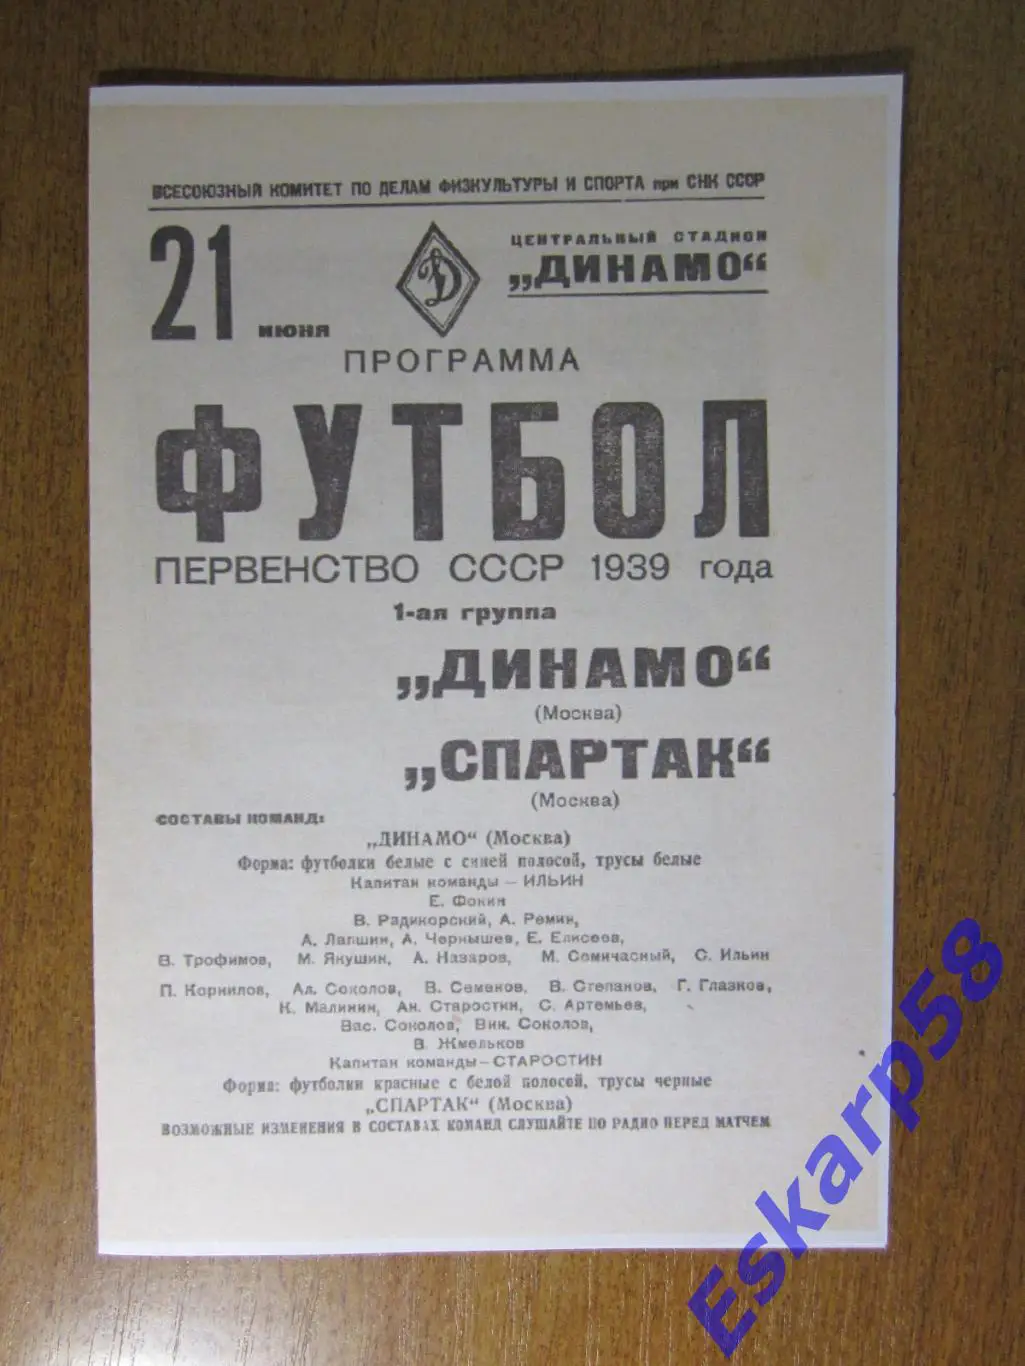 ВСЕСОЮЗНЫЙ КОМИТЕТ ПО ДЕЛАМ ФИЗКУЛЬТУРЫ И СПОРТА при СНК СССР
21 июня
Д
ЦЕНТРАЛЬНЫЙ СТАДИОН
„ДИНАМО“
ПРОГРАММА
ФУТБОЛ
ПЕРВЕНСТВО СССР 1939 года
1-ая группа
„ДИНАМО“
(Москва)
„СПАРТАК“
(Москва)
СОСТАВЫ КОМАНД:
„ДИНАМО“ (Москва)
Форма: футболки белые с синей полосой, трусы белые
Капитан команды – ИЛЬИН
Е. Фокин
В. Радикорский, А. Ремин,
А. Лапшин, А. Чернышев, Е. Елисеев,
В. Трофимов, М. Якушин, А. Назаров, М. Семичасный, С. Ильин
П. Корнилов, Ал. Соколов, В. Семенов, В. Степанов, Г. Глазков,
К. Малинин, Ан. Старостин, С. Артемьев,
Вас. Соколов, Вик. Соколов,
В. Жмельков
Капитан команды – СТАРОСТИН
Форма: футболки красные с белой полосой, трусы черные
„СПАРТАК“ (Москва)
ВОЗМОЖНЫЕ ИЗМЕНЕНИЯ В СОСТАВАХ КОМАНД СЛУШАЙТЕ ПО РАДИО ПЕРЕД МАТЧЕМ
Eskarp58